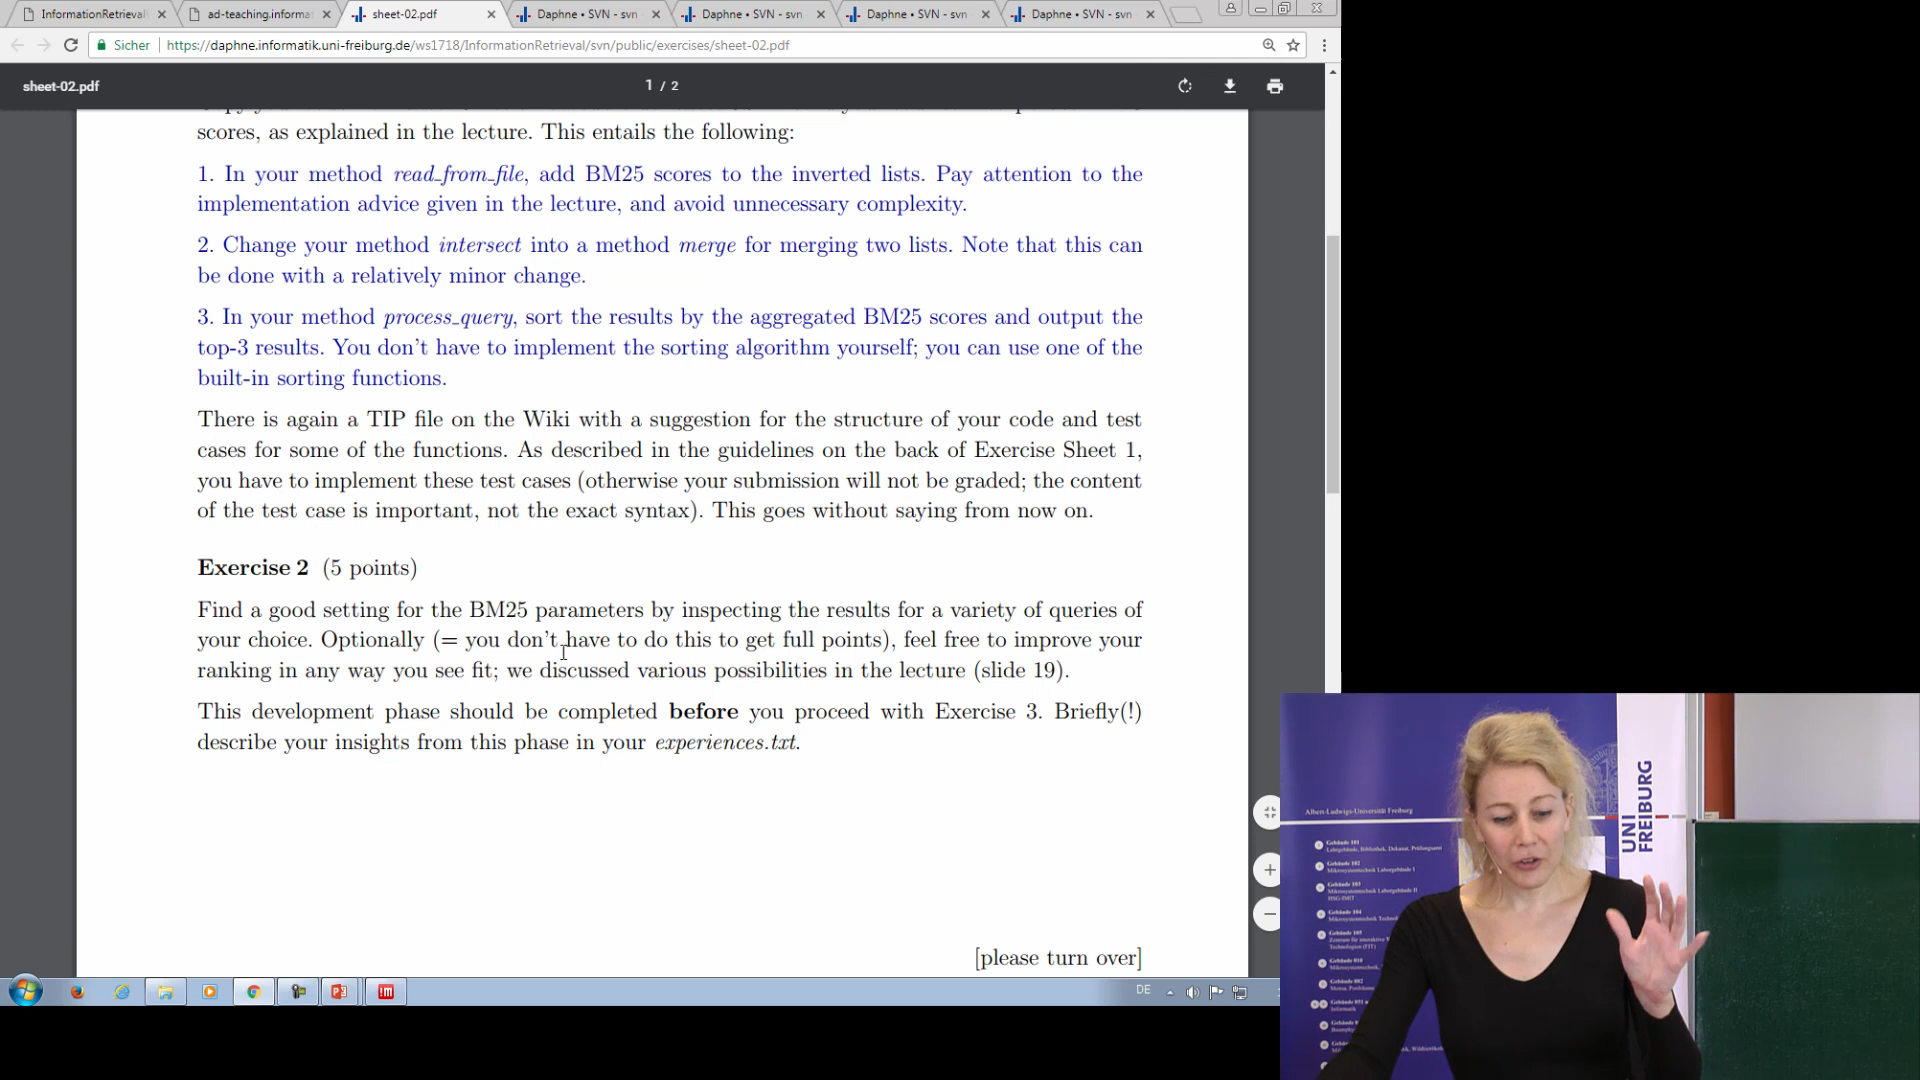 InformationRetrieval
ad-teaching.informa
sheet-02.pdf
Daphne • SVN - svn
Daphne • SVN - svn
Daphne • SVN - svn
Daphne • SVN - svn
Sicher
https://daphne.informatik.uni-freiburg.de/ws1718/InformationRetrieval/svn/public/exercises/sheet-02.pdf
sheet-02.pdf
1 / 2
scores, as explained in the lecture. This entails the following:
1. In your method read_from_file, add BM25 scores to the inverted lists. Pay attention to the
implementation advice given in the lecture, and avoid unnecessary complexity.
2. Change your method intersect into a method merge for merging two lists. Note that this can
be done with a relatively minor change.
3. In your method process_query, sort the results by the aggregated BM25 scores and output the
top-3 results. You don't have to implement the sorting algorithm yourself; you can use one of the
built-in sorting functions.
There is again a TIP file on the Wiki with a suggestion for the structure of your code and test
cases for some of the functions. As described in the guidelines on the back of Exercise Sheet 1,
you have to implement these test cases (otherwise your submission will not be graded; the content
of the test case is important, not the exact syntax). This goes without saying from now on.
Exercise 2 (5 points)
Find a good setting for the BM25 parameters by inspecting the results for a variety of queries of
your choice. Optionally (= you don't have to do this to get full points), feel free to improve your
ranking in any way you see fit; we discussed various possibilities in the lecture (slide 19).
This development phase should be completed before you proceed with Exercise 3. Briefly(!)
describe your insights from this phase in your experiences.txt.
[please turn over]
DE
Albert-Ludwigs-Universität Freiburg
UNI
FREIBURG
Gebäude 101
Gebäude 102
Gebäude 103